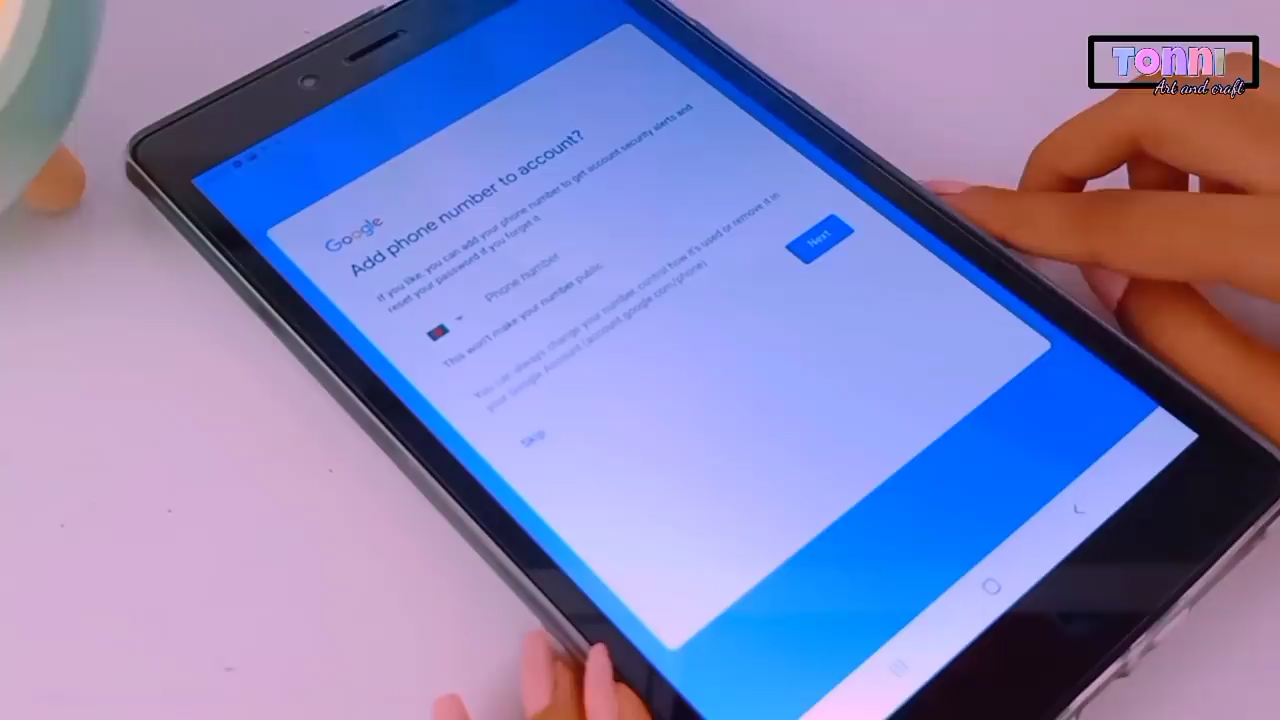 TONNI
Art and craft
Google
Add phone number to account?
If you like, you can add your phone number to get account security alerts and
reset your password if you forget it.
Phone number
This won't make your number public
You can always change your number, control how it's used or remove it in
your Google Account (account.google.com/phone)
Skip
Next